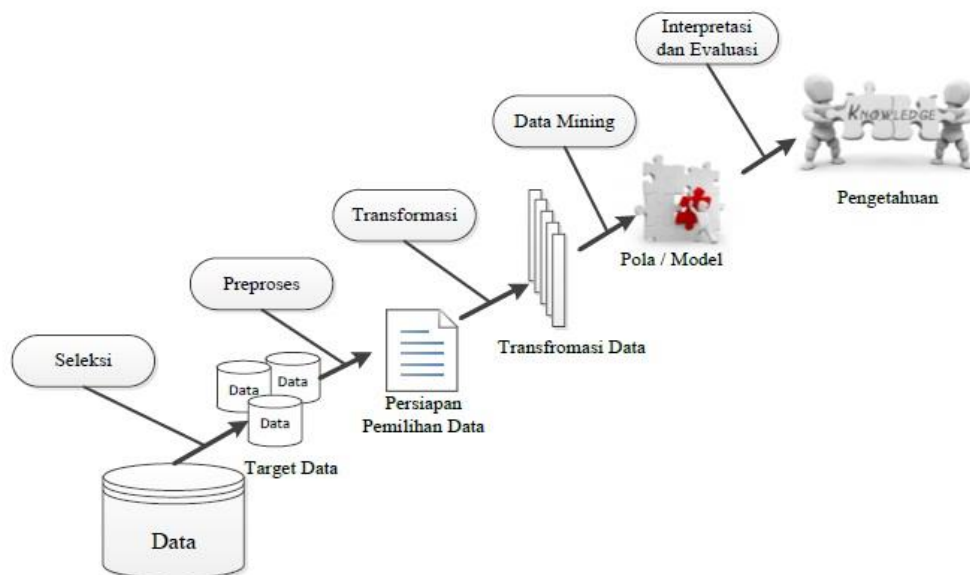 Interpretasi
dan Evaluasi
KNOWLEDGE
Pengetahuan
Data Mining
Pola / Model
Transformasi
Transfromasi Data
Preproses
Persiapan
Pemilihan Data
Seleksi
Data
Data
Data
Target Data
Data